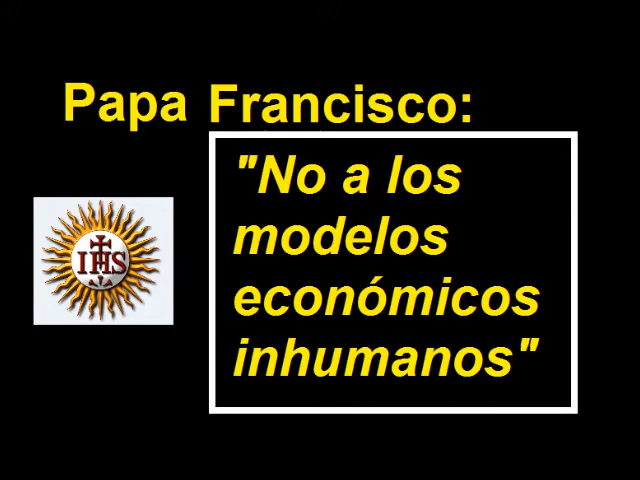 Papa Francisco:
"No a los
modelos
económicos
inhumanos"
IHS